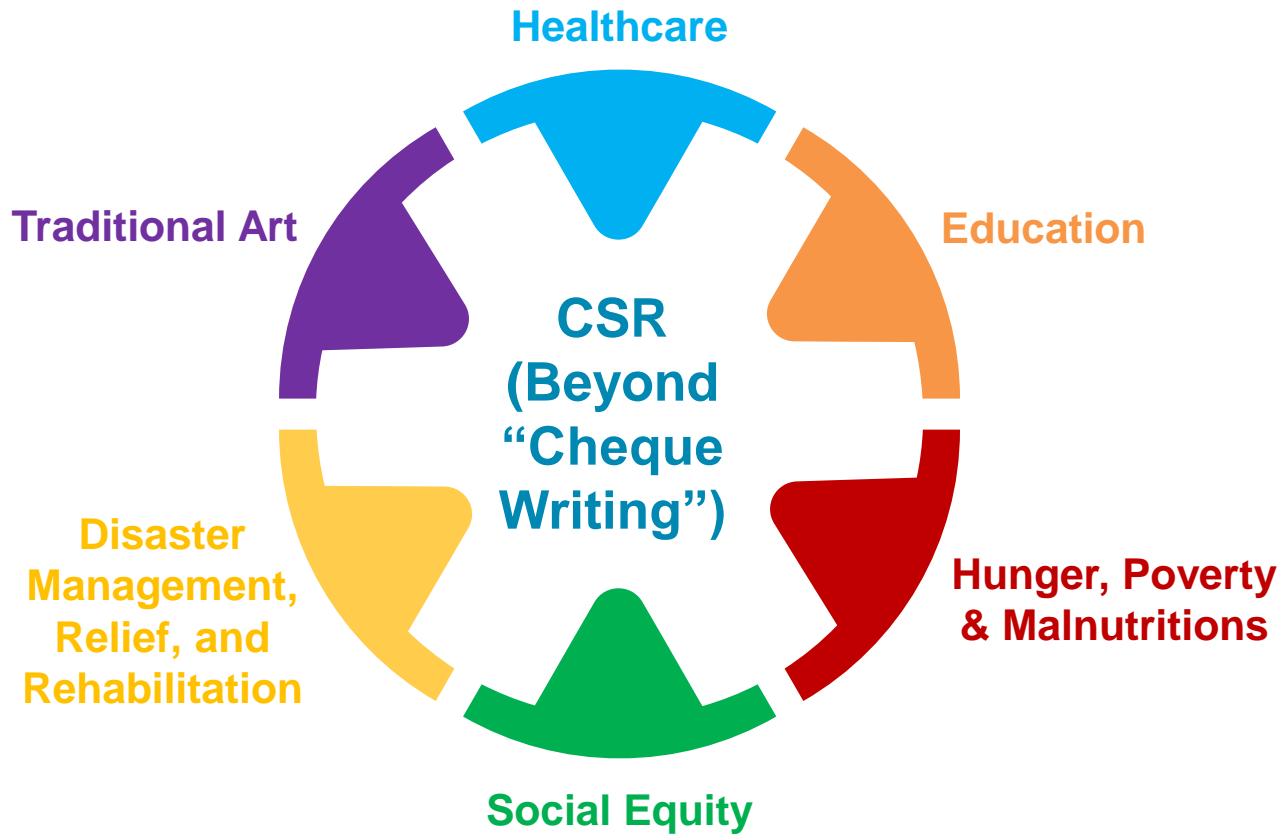 Healthcare
Traditional Art
Education
CSR
(Beyond
“Cheque
Writing”)
Disaster
Management,
Relief, and
Rehabilitation
Hunger, Poverty
& Malnutritions
Social Equity